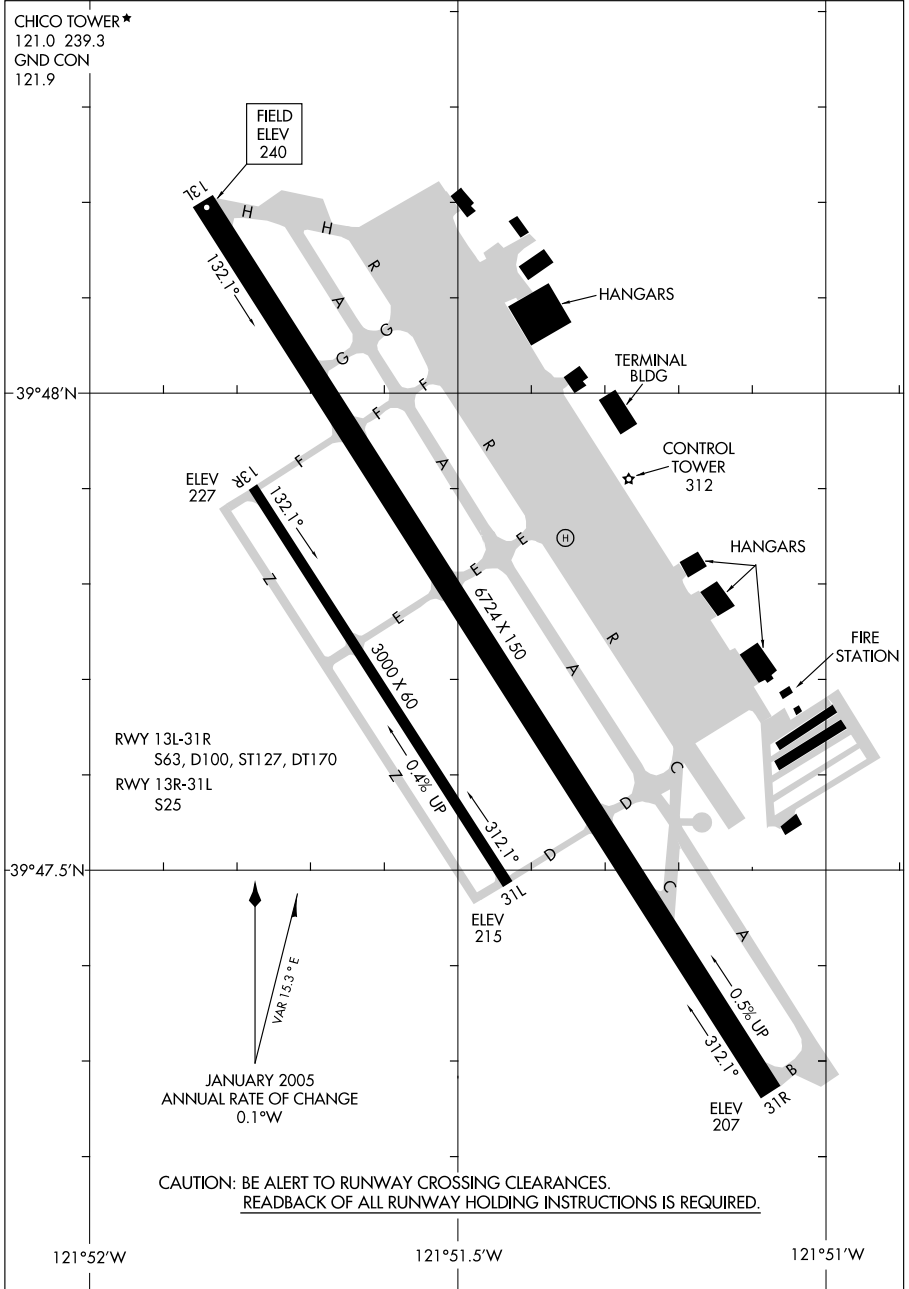 CHICO TOWER★
121.0 239.3
GND CON
121.9
FIELD
ELEV
240
13L
H
H
132.1°
R
A
HANGARS
G
G
TERMINAL
BLDG
39°48'N
F
F
F
R
CONTROL
TOWER
312
A
ELEV
227
13R
132.1°
H
HANGARS
E
E
E
Z
6724 X 150
R
FIRE
STATION
3000 X 60
A
RWY 13L-31R
S63, D100, ST127, DT170
RWY 13R-31L
S25
0.4% UP
Z
C
D
312.1°
D
39°47.5'N
31L
C
ELEV
215
A
VAR 15.3° E
0.5% UP
312.1°
B
JANUARY 2005
ANNUAL RATE OF CHANGE
0.1°W
31R
ELEV
207
CAUTION: BE ALERT TO RUNWAY CROSSING CLEARANCES.
READBACK OF ALL RUNWAY HOLDING INSTRUCTIONS IS REQUIRED.
121°52'W
121°51.5'W
121°51'W